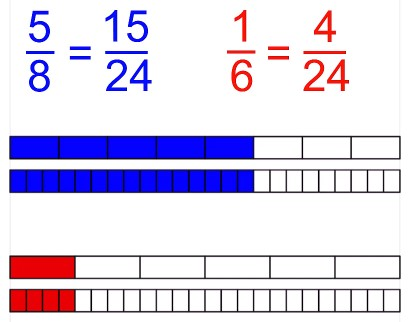 5/8 = 15/24 1/6 = 4/24